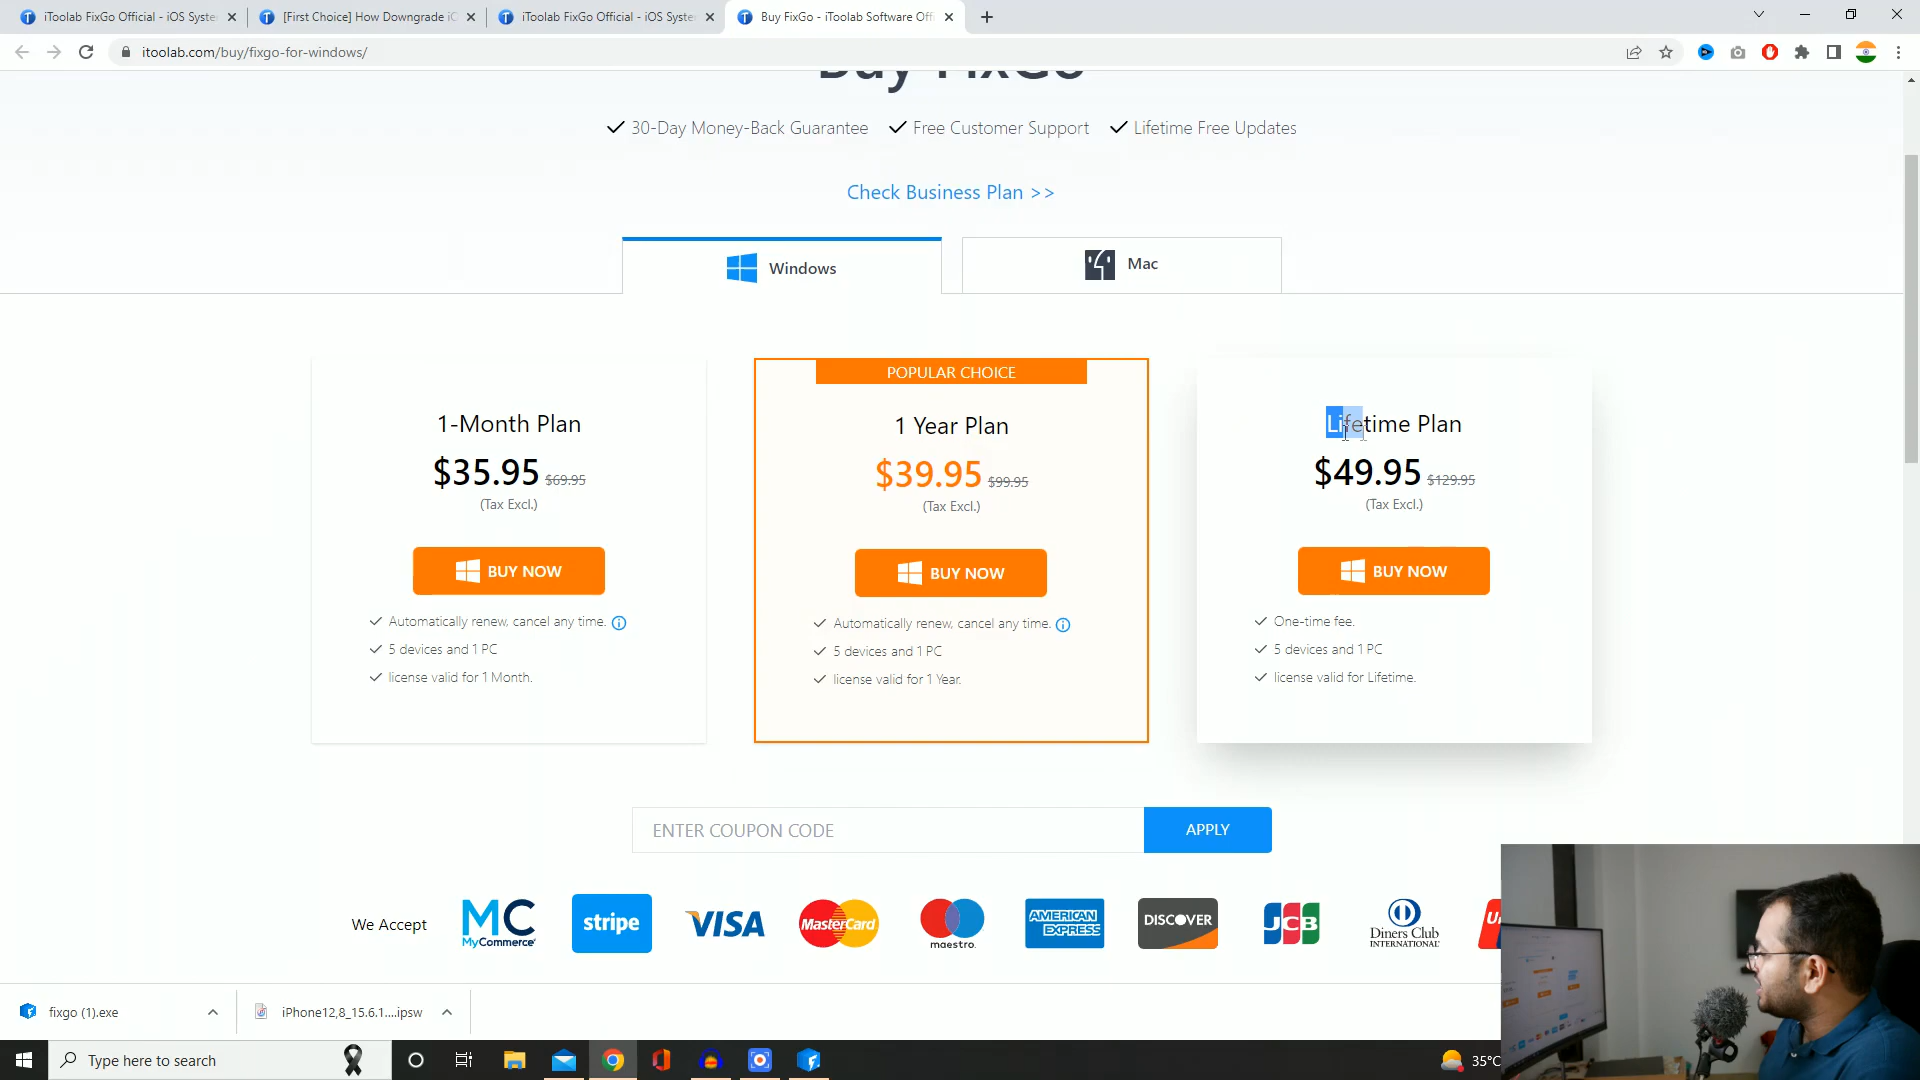 iToolab FixGo Official - iOS Syste
[First Choice] How Downgrade iO
iToolab FixGo Official - iOS Syste
Buy FixGo - iToolab Software Offi
itoolab.com/buy/fixgo-for-windows/
Buy FixGo
30-Day Money-Back Guarantee
Free Customer Support
Lifetime Free Updates
Check Business Plan >>
Windows
Mac
POPULAR CHOICE
1-Month Plan
$35.95 $69.95
(Tax Excl.)
BUY NOW
Automatically renew, cancel any time.
5 devices and 1 PC
license valid for 1 Month.
1 Year Plan
$39.95 $99.95
(Tax Excl.)
BUY NOW
Automatically renew, cancel any time.
5 devices and 1 PC
license valid for 1 Year.
Lifetime Plan
$49.95 $129.95
(Tax Excl.)
BUY NOW
One-time fee.
5 devices and 1 PC
license valid for Lifetime.
ENTER COUPON CODE
APPLY
We Accept
MC
MyCommerce
stripe
VISA
MasterCard
maestro.
AMERICAN EXPRESS
DISCOVER
JCB
Diners Club
INTERNATIONAL
fixgo (1).exe
iPhone12,8_15.6.1....ipsw
Type here to search
35°C